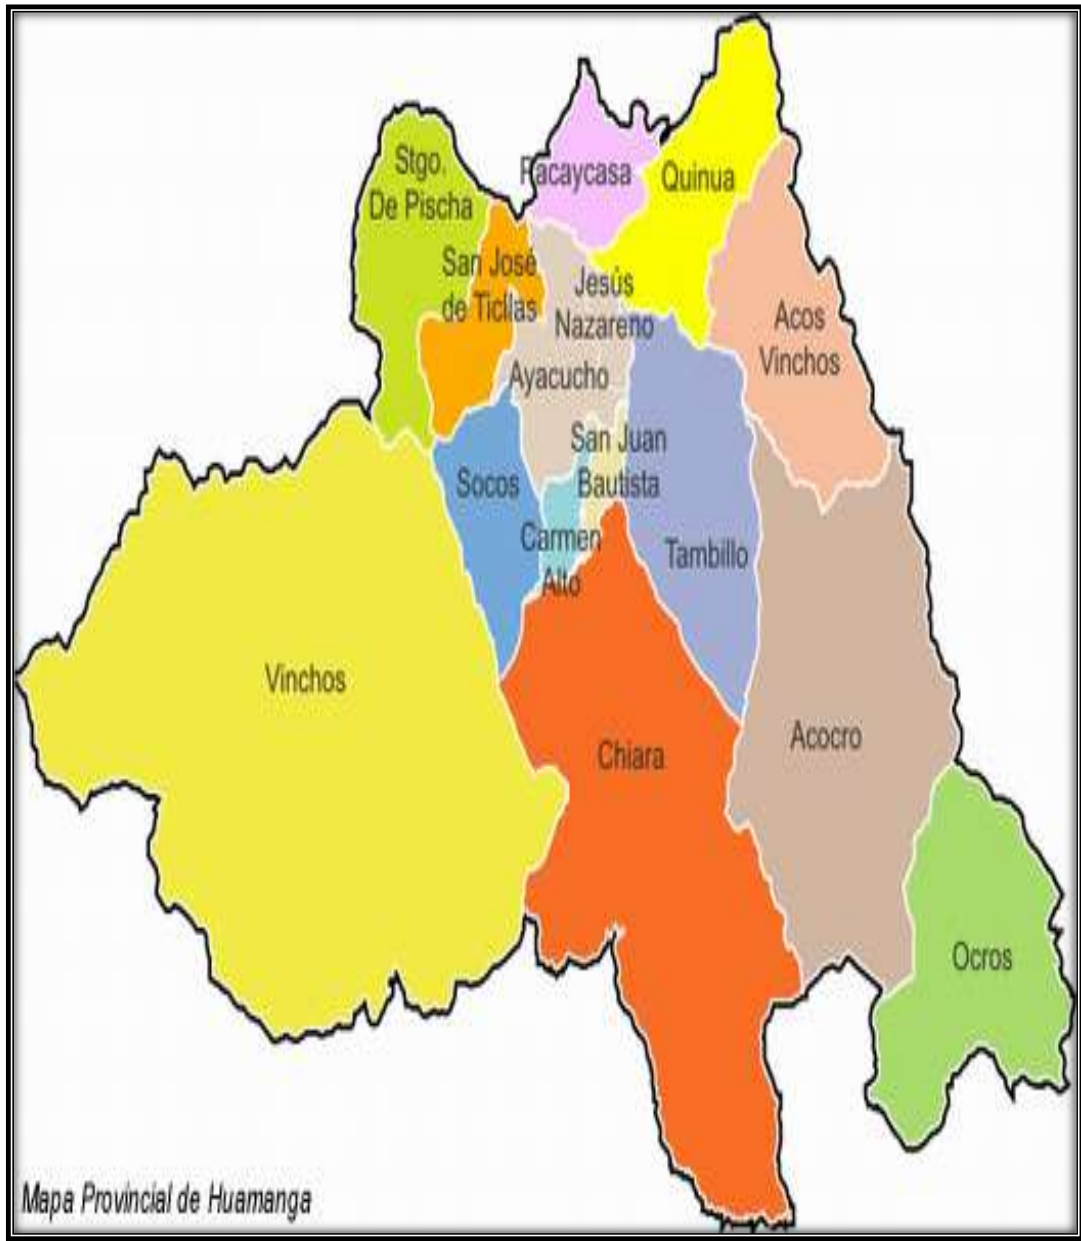 Stgo.
De Pischa
Pacaycasa
Quinua
San José
de Ticllas
Jesús
Nazareno
Acos
Vinchos
Ayacucho
San Juan
Bautista
Socos
Carmen
Alto
Tambillo
Vinchos
Chiara
Acocro
Ocros
Mapa Provincial de Huamanga